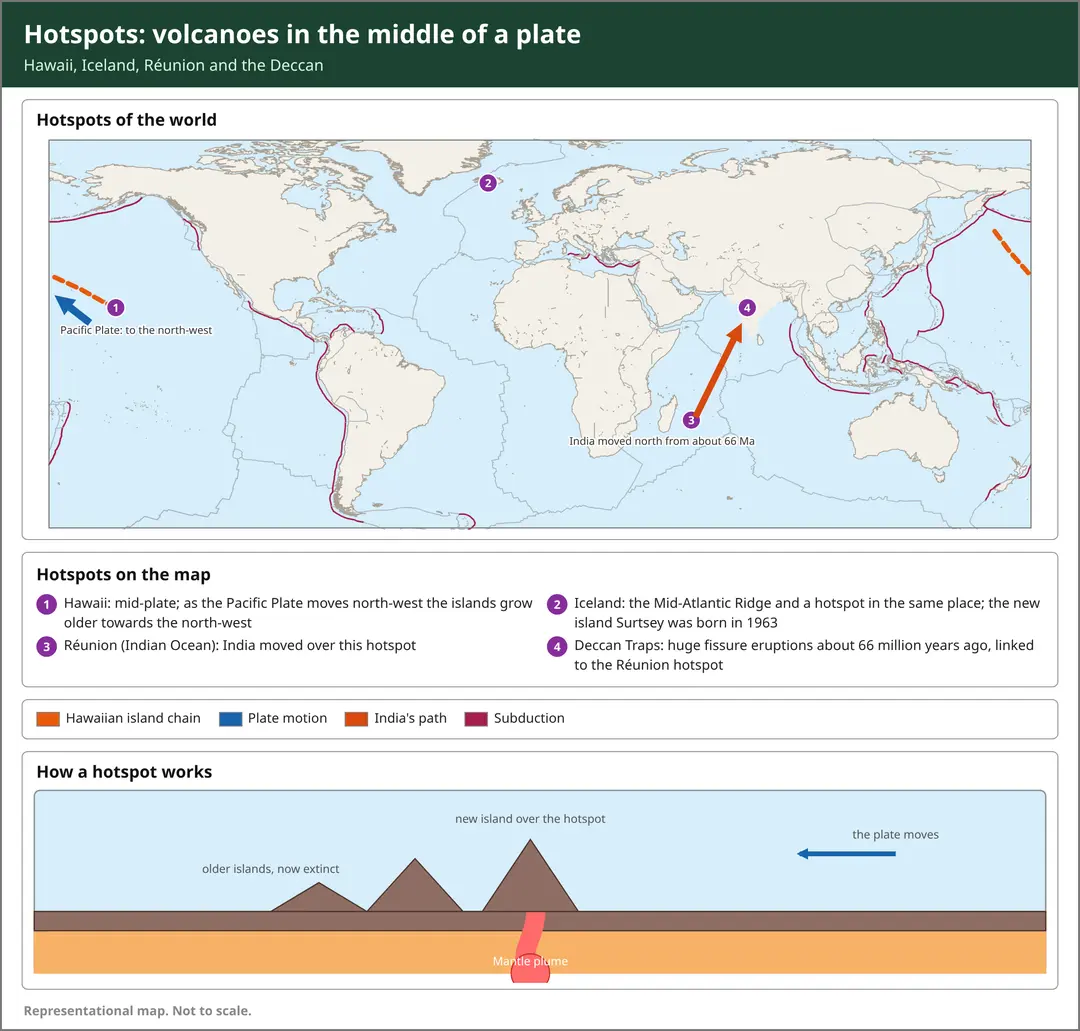 Hotspots: volcanoes in the middle of a plate
Hawaii, Iceland, Réunion and the Deccan
Hotspots of the world
2
1
4
Pacific Plate: to the north-west
3
India moved north from about 66 Ma
Hotspots on the map
1 Hawaii: mid-plate; as the Pacific Plate moves north-west the islands grow
older towards the north-west
2 Iceland: the Mid-Atlantic Ridge and a hotspot in the same place; the new
island Surtsey was born in 1963
3 Réunion (Indian Ocean): India moved over this hotspot
4 Deccan Traps: huge fissure eruptions about 66 million years ago, linked
to the Réunion hotspot
Hawaiian island chain Plate motion India's path Subduction
How a hotspot works
new island over the hotspot
the plate moves
older islands, now extinct
Mantle plume
Representational map. Not to scale.